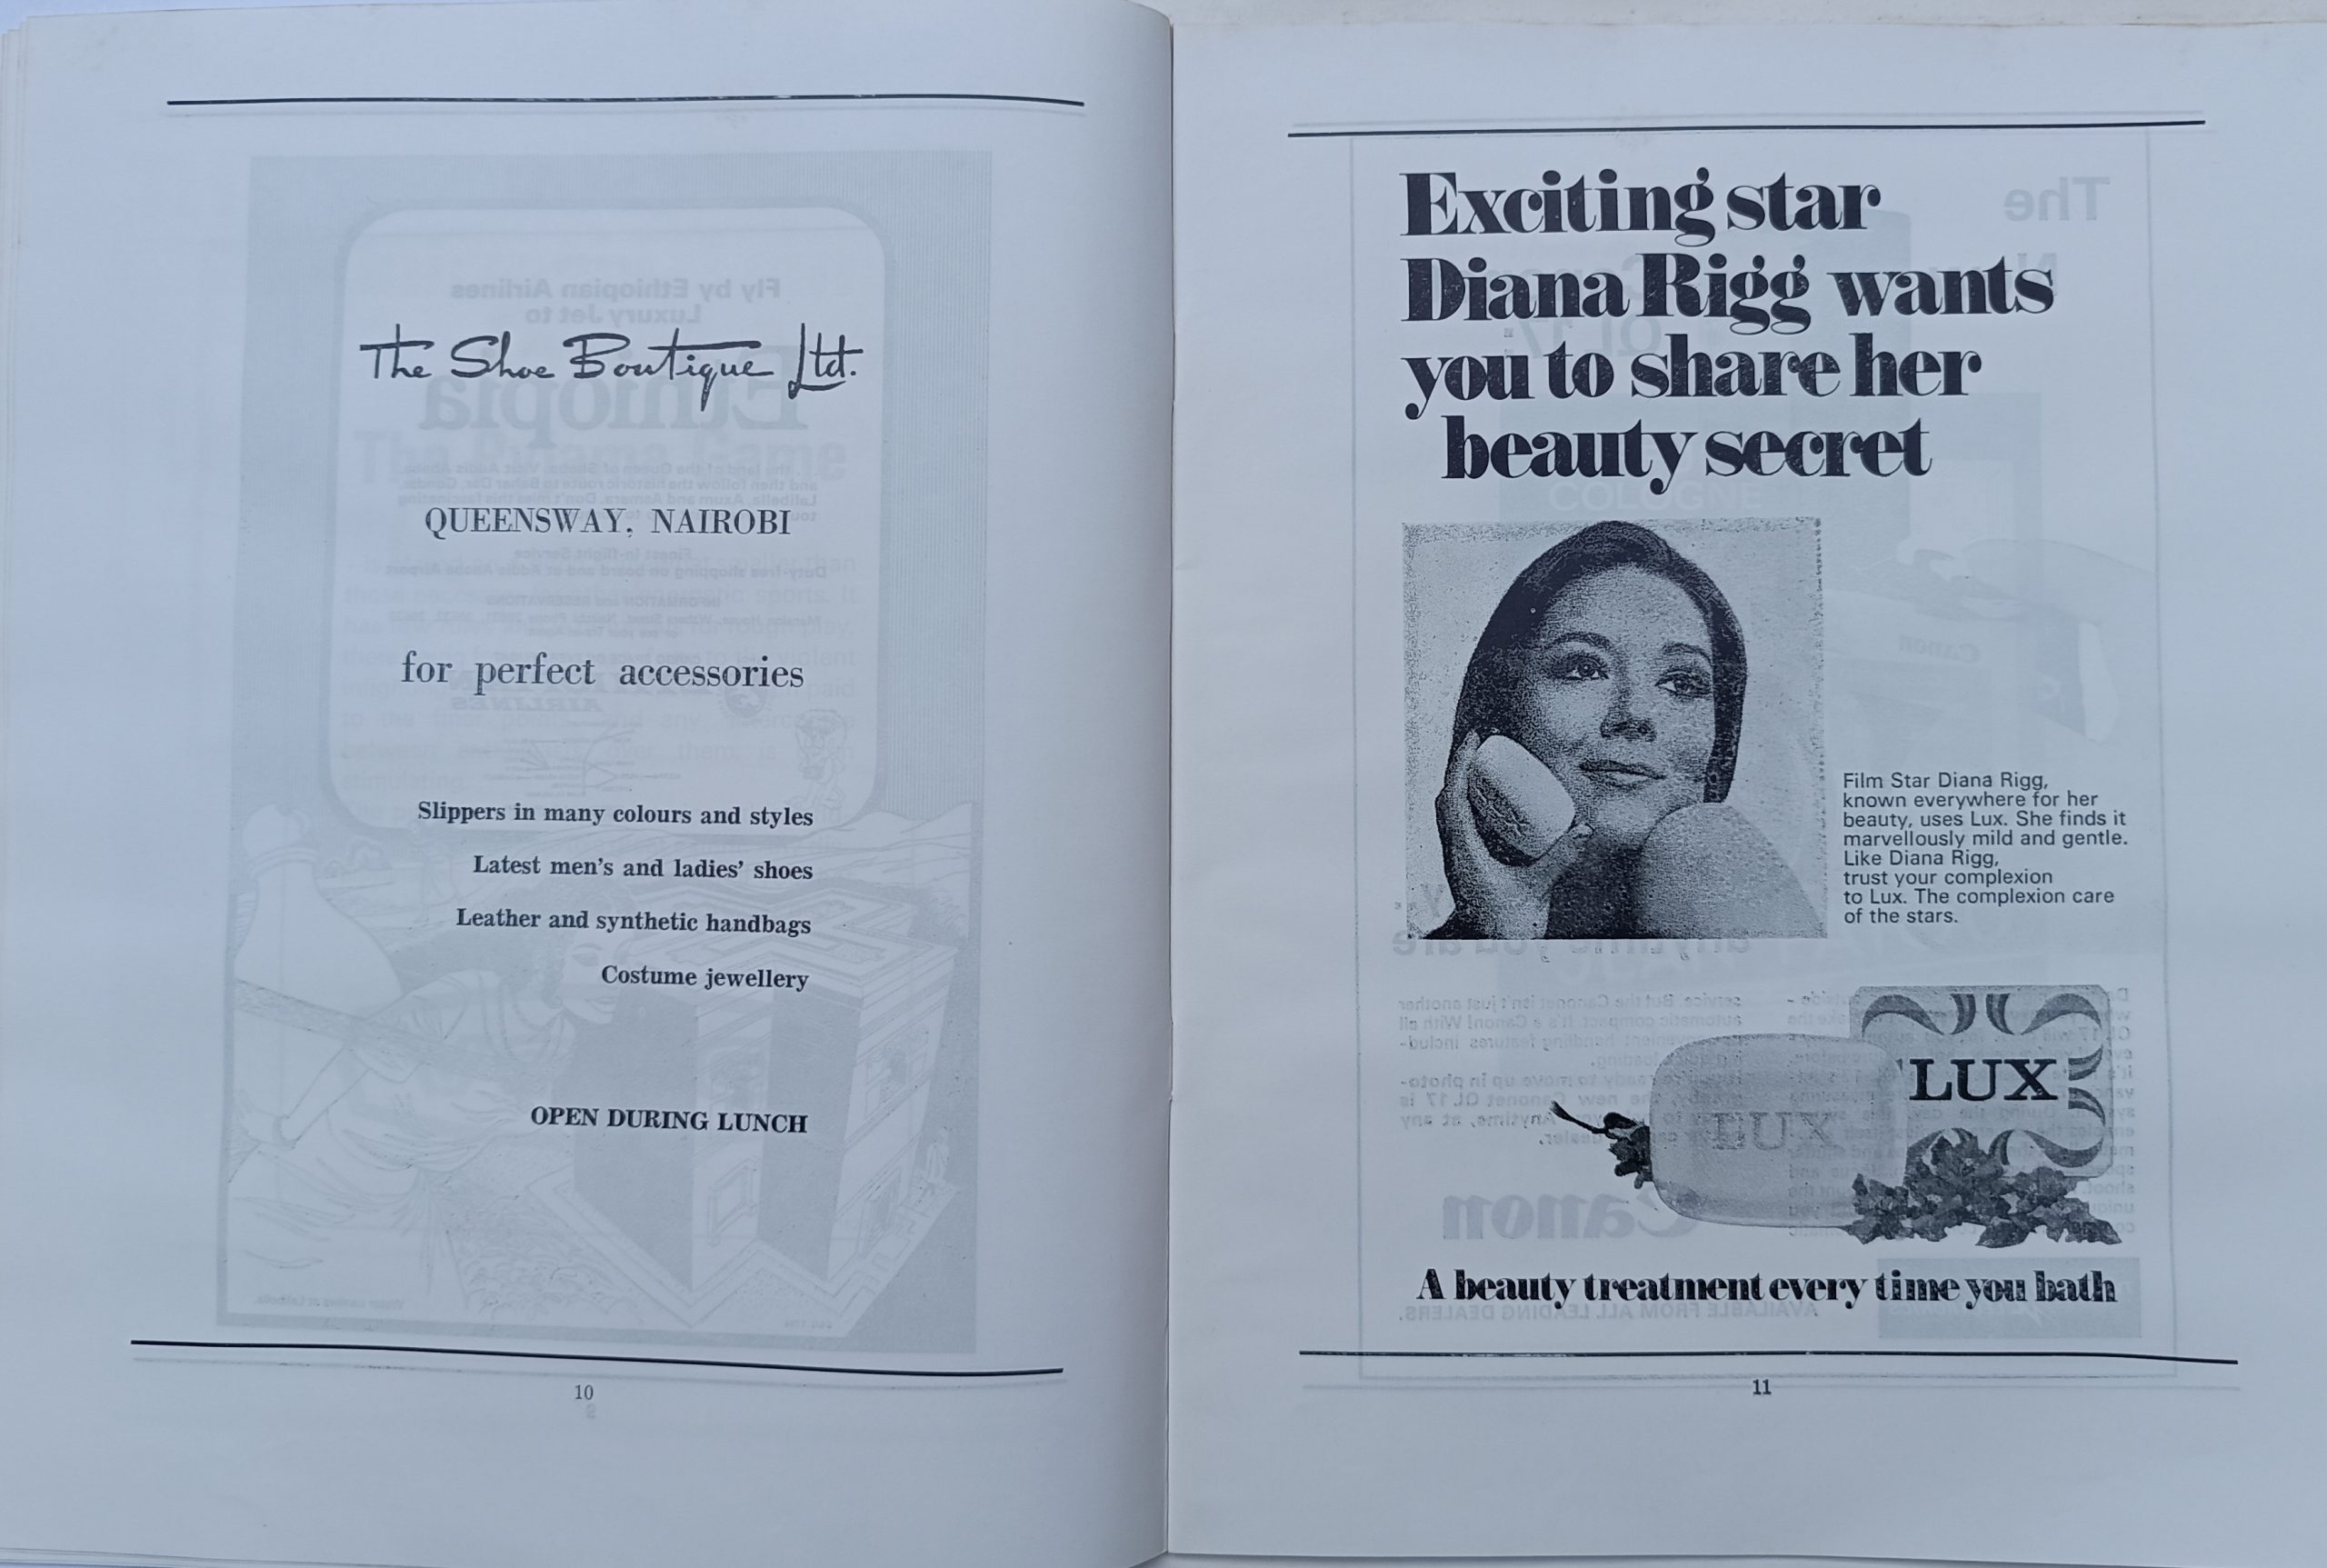 The Shoe Boutique Ltd.
QUEENSWAY, NAIROBI
for perfect accessories
Slippers in many colours and styles
Latest men's and ladies' shoes
Leather and synthetic handbags
Costume jewellery
OPEN DURING LUNCH
10
Exciting star
Diana Rigg wants
you to share her
beauty secret
Film Star Diana Rigg,
known everywhere for her
beauty, uses Lux. She finds it
marvellously mild and gentle.
Like Diana Rigg,
trust your complexion
to Lux. The complexion care
of the stars.
LUX
LUX
A beauty treatment every time you bath
11